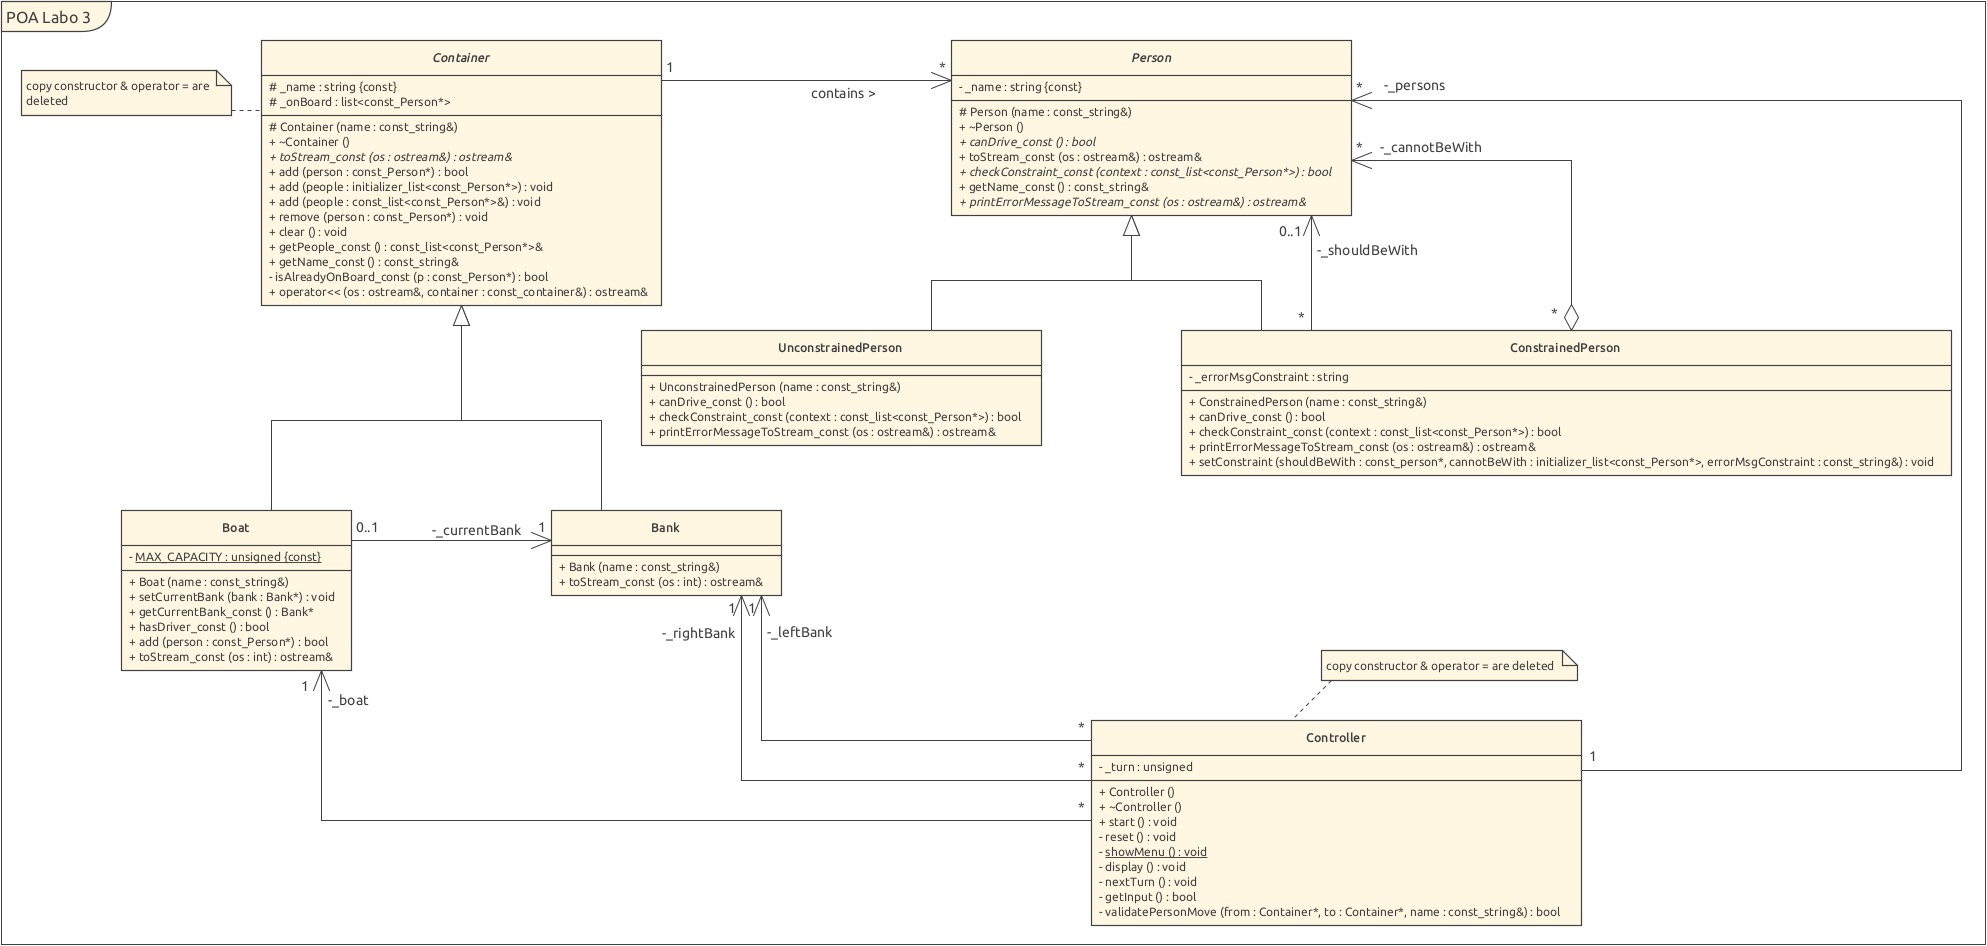 POA Labo 3
copy constructor & operator = are
deleted
Container
# _name : string {const}
# _onBoard : list<const_Person*>
# Container (name : const_string&)
+ ~Container ()
+ toStream_const (os : ostream&) : ostream&
+ add (person : const_Person*) : bool
+ add (people : initializer_list<const_Person*>) : void
+ add (people : const_list<const_Person*>&) : void
+ remove (person : const_Person*) : void
+ clear () : void
+ getPeople_const () : const_list<const_Person*>&
+ getName_const () : const_string&
- isAlreadyOnBoard_const (p : const_Person*) : bool
+ operator<< (os : ostream&, container : const_container&) : ostream&
1
*
contains >
Person
- _name : string {const}
# Person (name : const_string&)
+ ~Person ()
+ canDrive_const () : bool
+ toStream_const (os : ostream&) : ostream&
+ checkConstraint_const (context : const_list<const_Person*>) : bool
+ getName_const () : const_string&
+ printErrorMessageToStream_const (os : ostream&) : ostream&
* -_persons
* -_cannotBeWith
0..1
-_shouldBeWith
*
*
UnconstrainedPerson
+ UnconstrainedPerson (name : const_string&)
+ canDrive_const () : bool
+ checkConstraint_const (context : const_list<const_Person*>) : bool
+ printErrorMessageToStream_const (os : ostream&) : ostream&
ConstrainedPerson
- _errorMsgConstraint : string
+ ConstrainedPerson (name : const_string&)
+ canDrive_const () : bool
+ checkConstraint_const (context : const_list<const_Person*>) : bool
+ printErrorMessageToStream_const (os : ostream&) : ostream&
+ setConstraint (shouldBeWith : const_person*, cannotBeWith : initializer_list<const_Person*>, errorMsgConstraint : const_string&) : void
Boat
- MAX_CAPACITY : unsigned {const}
+ Boat (name : const_string&)
+ setCurrentBank (bank : Bank*) : void
+ getCurrentBank_const () : Bank*
+ hasDriver_const () : bool
+ add (person : const_Person*) : bool
+ toStream_const (os : int) : ostream&
0..1
-_currentBank
1
Bank
+ Bank (name : const_string&)
+ toStream_const (os : int) : ostream&
1
1
-_rightBank
-_leftBank
1
-_boat
copy constructor & operator = are deleted
*
*
*
Controller
- _turn : unsigned
+ Controller ()
+ ~Controller ()
+ start () : void
- reset () : void
- showMenu () : void
- display () : void
- nextTurn () : void
- getInput () : bool
- validatePersonMove (from : Container*, to : Container*, name : const_string&) : bool
1